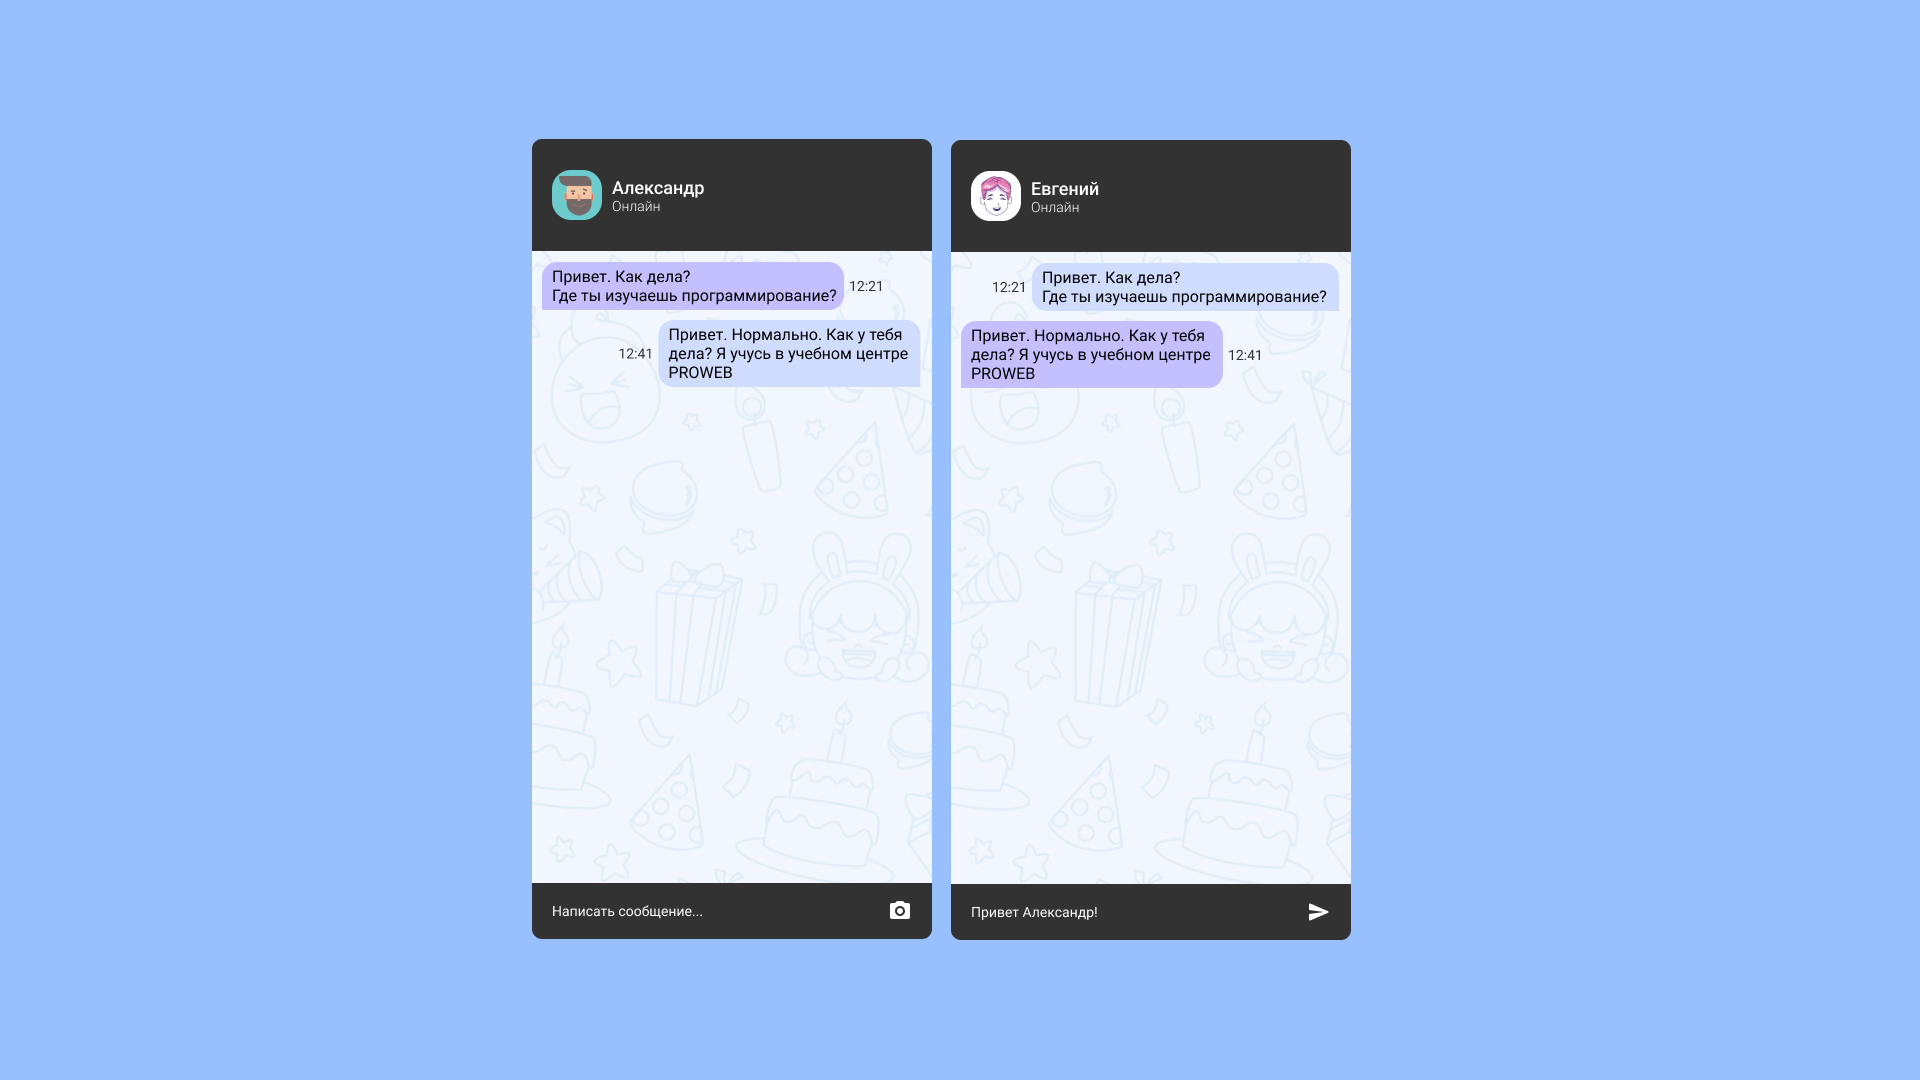 Александр
Онлайн
Привет. Как дела?
Где ты изучаешь программирование?
12:21
Привет. Нормально. Как у тебя
дела? Я учусь в учебном центре
PROWEB
12:41
Написать сообщение...
Евгений
Онлайн
12:21
Привет. Как дела?
Где ты изучаешь программирование?
Привет. Нормально. Как у тебя
дела? Я учусь в учебном центре
PROWEB
12:41
Привет Александр!